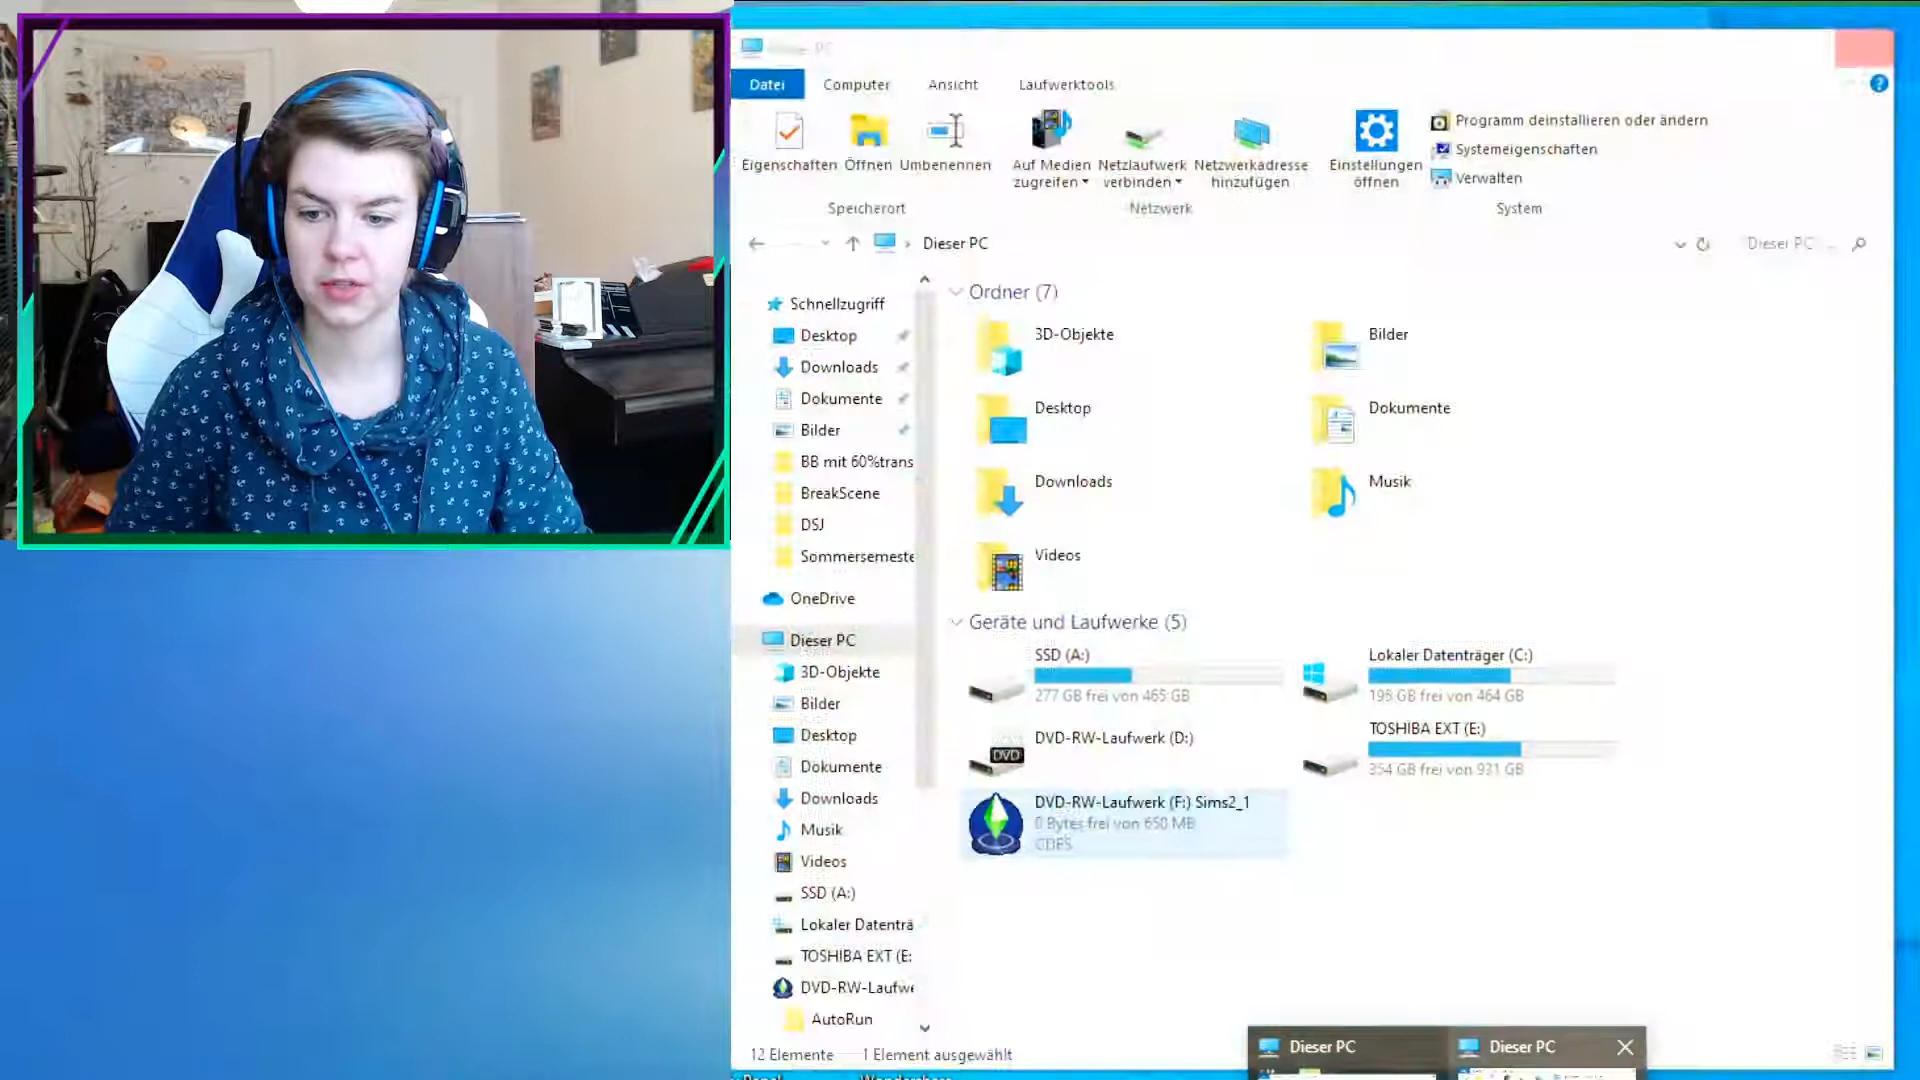 PC
Datei Computer Ansicht Laufwerktools
Eigenschaften Öffnen Umbenennen
Auf Medien
zugreifen
Netzlaufwerk
verbinden
Netzwerkadresse
hinzufügen
Einstellungen
öffnen
Programm deinstallieren oder ändern
Systemeigenschaften
Verwalten
Speicherort Netzwerk System
Dieser PC
Dieser PC ...
Schnellzugriff
Desktop
Downloads
Dokumente
Bilder
BB mit 60%trans
BreakScene
DSJ
Sommersemeste
OneDrive
Dieser PC
3D-Objekte
Bilder
Desktop
Dokumente
Downloads
Musik
Videos
SSD (A:)
Lokaler Datenträ
TOSHIBA EXT (E:
DVD-RW-Laufwe
AutoRun
Ordner (7)
3D-Objekte
Bilder
Desktop
Dokumente
Downloads
Musik
Videos
Geräte und Laufwerke (5)
SSD (A:)
277 GB frei von 465 GB
Lokaler Datenträger (C:)
195 GB frei von 464 GB
DVD
DVD-RW-Laufwerk (D:)
TOSHIBA EXT (E:)
354 GB frei von 931 GB
DVD-RW-Laufwerk (F:) Sims2_1
0 Bytes frei von 650 MB
CDFS
12 Elemente 1 Element ausgewählt
Dieser PC
Dieser PC